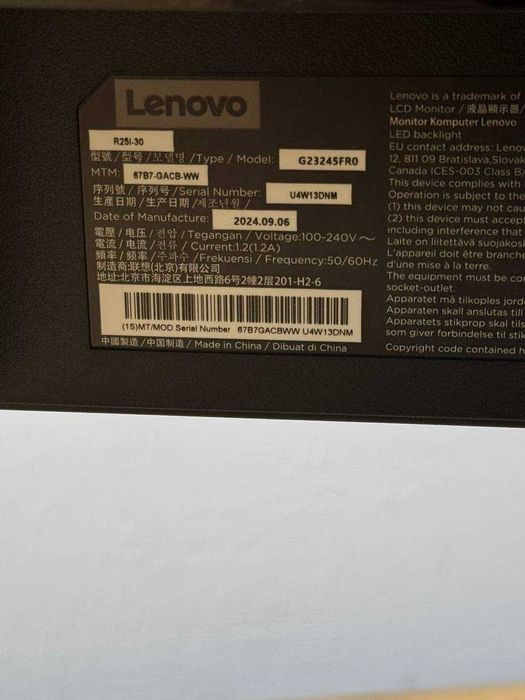 Lenovo
R25i-30
型號/型号/모델명/Type / Model: G23245FR0
MTM: 67B7-GACB-WW
序列號/序列号/Serial Number: U4W13DNM
生產日期/生产日期/제조년월/
Date of Manufacture: 2024.09.06
電壓/电压/전압/Tegangan/Voltage:100-240V～
電流/电流/전류/Current:1.2(1.2A)
頻率/频率/주파수/Frekuensi/Frequency:50/60Hz
制造商:联想(北京)有限公司
地址:北京市海淀区上地西路6号2幢2层201-H2-6
(1S)MT/MOD Serial Number 67B7GACBWW U4W13DNM
中國製造/中国制造/Made in China/Dibuat di China
Lenovo is a trademark of
LCD Monitor / 液晶顯示器/
Monitor Komputer Lenovo
LED backlight
EU contact address: Lenov
12, 811 09 Bratislava,Slovak
Canada ICES-003 Class B/
This device complies with
Operation is subject to the
(1) this device may not cau
(2) this device must accept
including interference that
Laite on liitettävä suojakos
L'appareil doit être branche
d'une mise à la terre.
The equipment must be con
socket-outlet.
Apparatet må tilkoples jorda
Apparaten skall anslutas till
Apparatets stikprop skal tils
som giver forbindelse til stik
Copyright code contained h